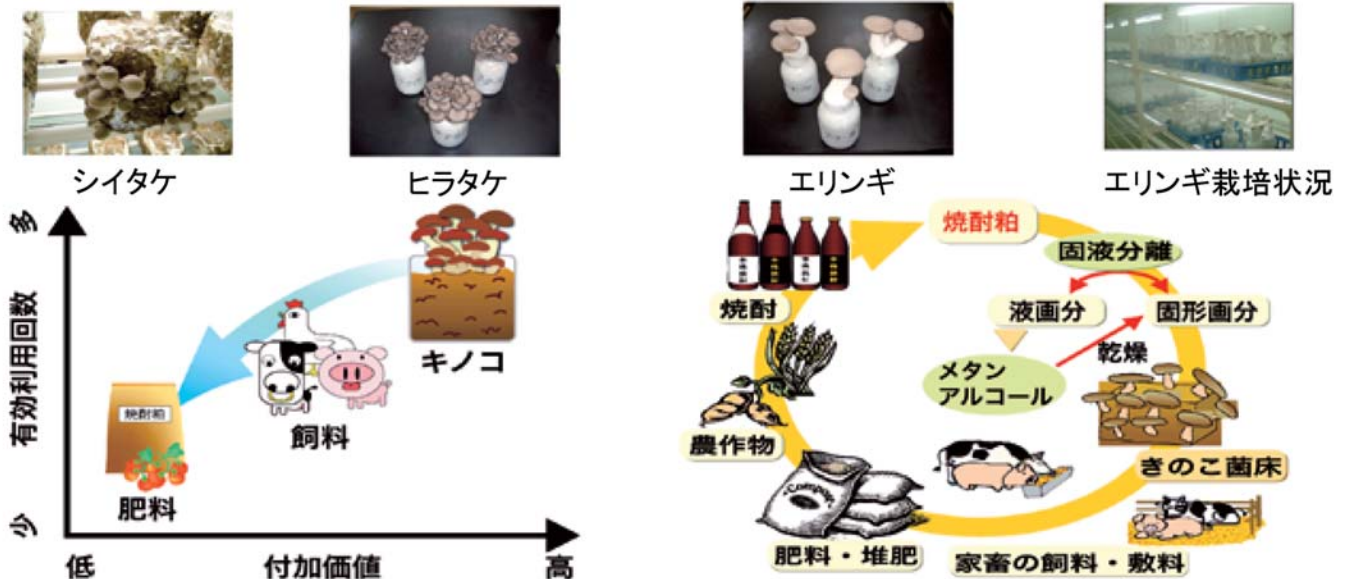 シイタケ
ヒラタケ
エリンギ
エリンギ栽培状況
多
有効利用回数
少
キノコ
飼料
焼酎粕
肥料
低
付加価値
高
焼酎粕
固液分離
液画分
固形画分
乾燥
メタン
アルコール
きのこ菌床
家畜の飼料・敷料
肥料・堆肥
Compost
農作物
焼酎